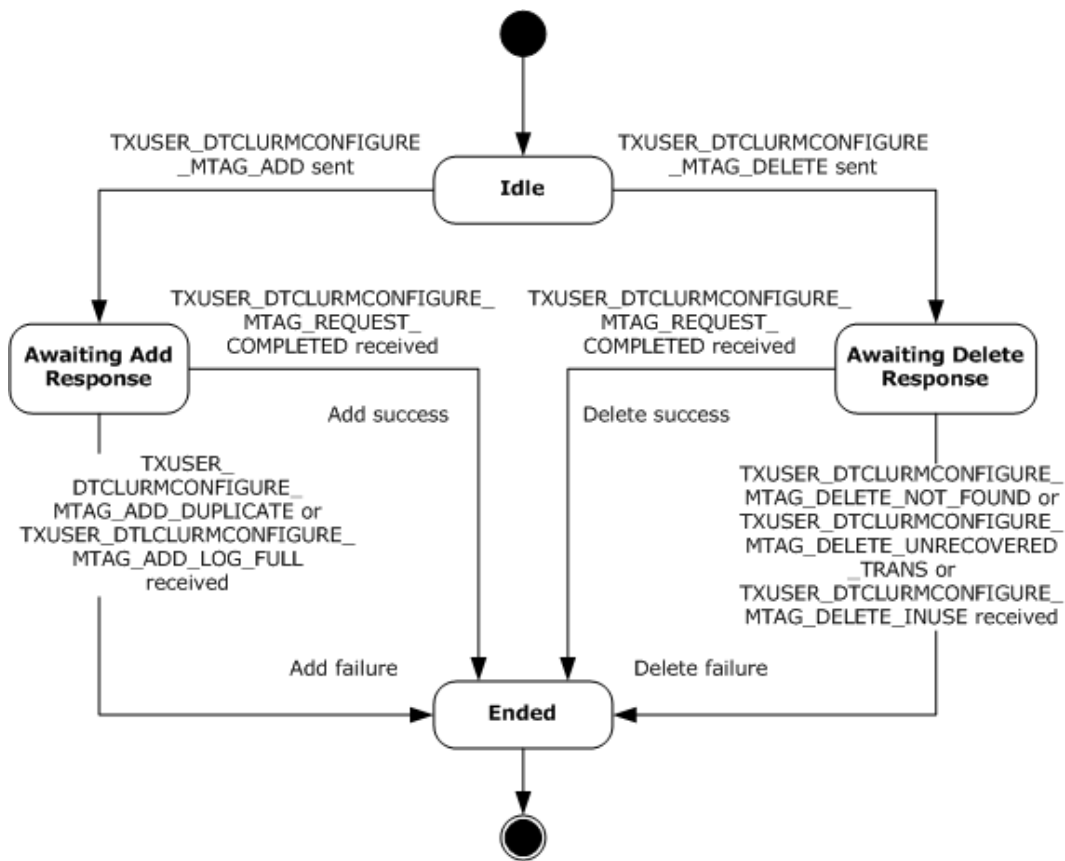 TXUSER_DTCLURMCONFIGURE
_MTAG_ADD sent
TXUSER_DTCLURMCONFIGURE
_MTAG_DELETE sent
Idle
TXUSER_DTCLURMCONFIGURE_
MTAG_REQUEST_
COMPLETED received
TXUSER_DTCLURMCONFIGURE_
MTAG_REQUEST_
COMPLETED received
Awaiting Add
Response
Awaiting Delete
Response
Add success
Delete success
TXUSER_
DTCLURMCONFIGURE_
MTAG_ADD_DUPLICATE or
TXUSER_DTLCLURMCONFIGURE_
MTAG_ADD_LOG_FULL
received
TXUSER_DTCLURMCONFIGURE_
MTAG_DELETE_NOT_FOUND or
TXUSER_DTCLURMCONFIGURE_
MTAG_DELETE_UNRECOVERED
_TRANS or
TXUSER_DTCLURMCONFIGURE_
MTAG_DELETE_INUSE received
Add failure
Delete failure
Ended